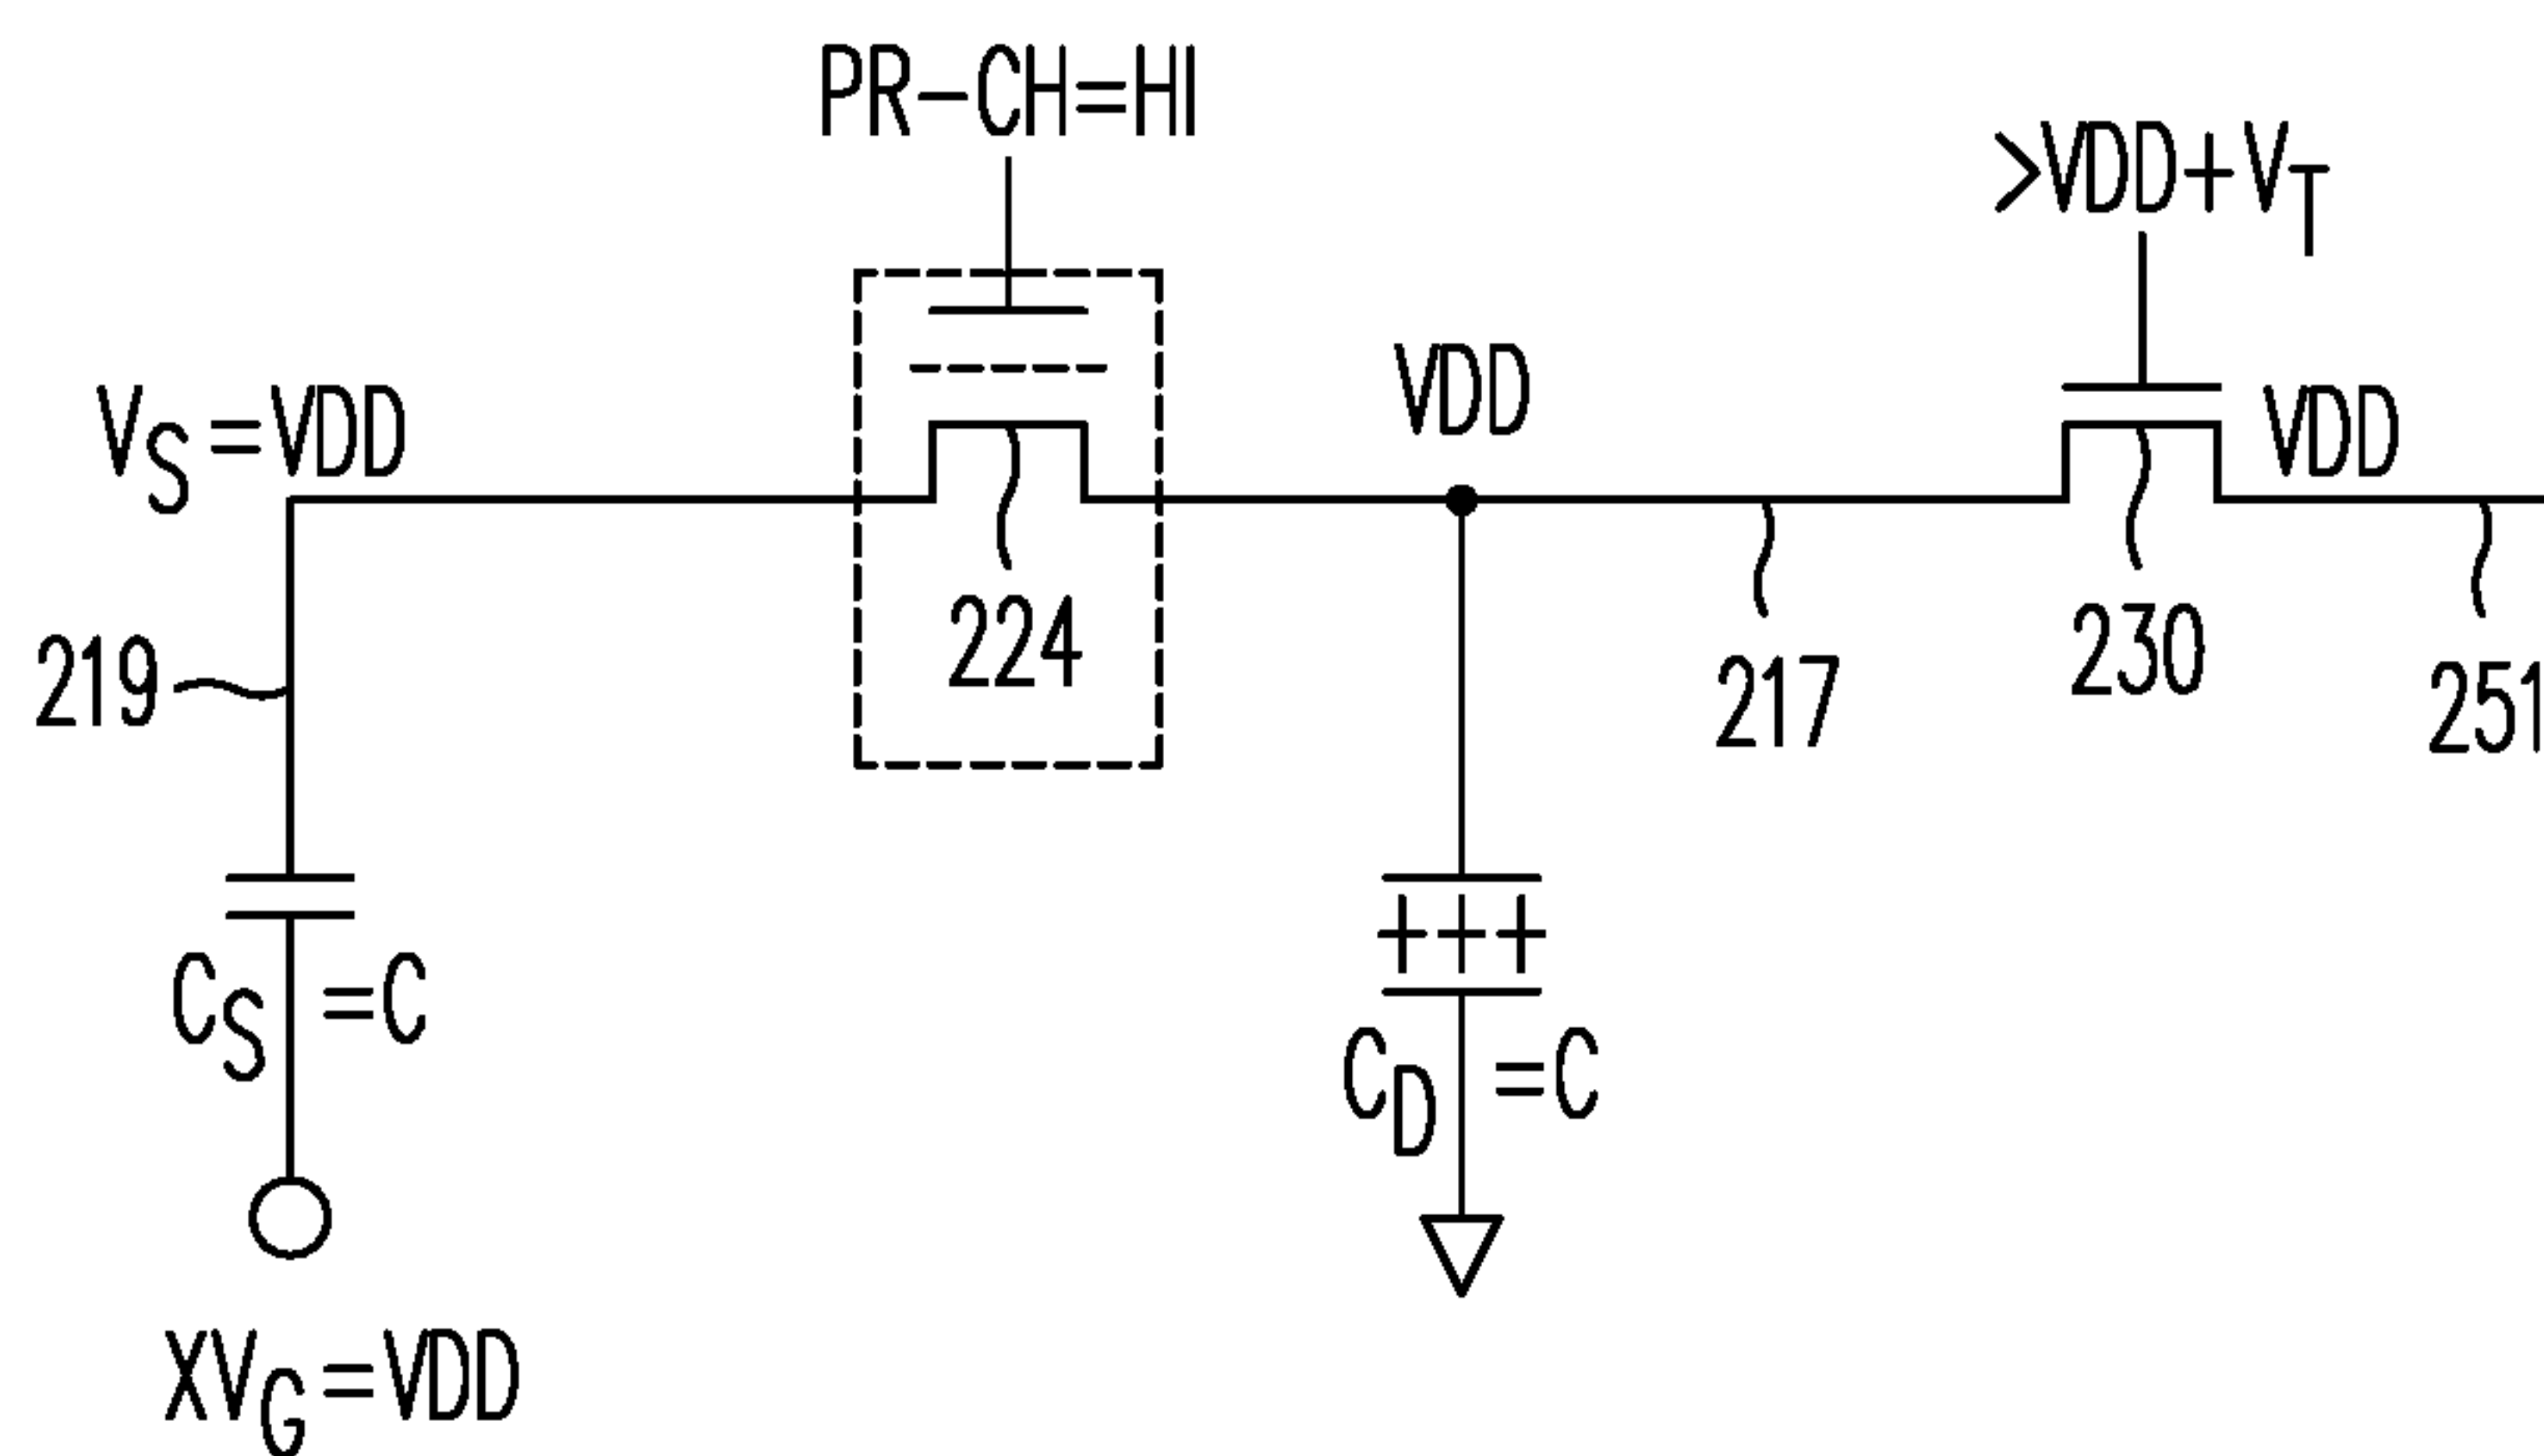 PR-CH=HI
>VDD+VT
VDD
VS=VDD
VDD
224
230
219
217
251
CS=C
CD=C
XVG=VDD